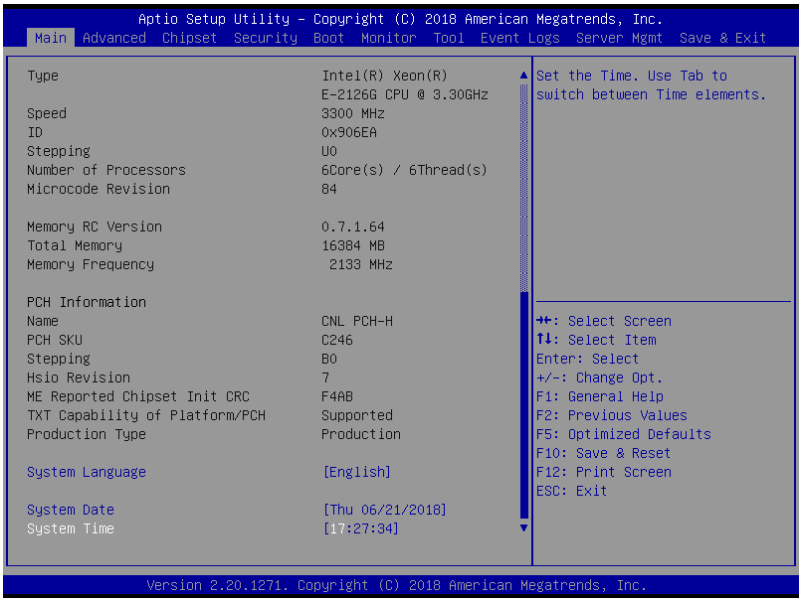 Aptio Setup Utility – Copyright (C) 2018 American Megatrends, Inc.
Main Advanced Chipset Security Boot Monitor Tool Event Logs Server Mgmt Save & Exit
Type Intel(R) Xeon(R)
E-2126G CPU @ 3.30GHz
Speed 3300 MHz
ID 0x906EA
Stepping U0
Number of Processors 6Core(s) / 6Thread(s)
Microcode Revision 84
Memory RC Version 0.7.1.64
Total Memory 16384 MB
Memory Frequency 2133 MHz
PCH Information
Name CNL PCH-H
PCH SKU C246
Stepping B0
Hsio Revision 7
ME Reported Chipset Init CRC F4AB
TXT Capability of Platform/PCH Supported
Production Type Production
System Language [English]
System Date [Thu 06/21/2018]
System Time [17:27:34]
Set the Time. Use Tab to
switch between Time elements.
→←: Select Screen
↑↓: Select Item
Enter: Select
+/-: Change Opt.
F1: General Help
F2: Previous Values
F5: Optimized Defaults
F10: Save & Reset
F12: Print Screen
ESC: Exit
Version 2.20.1271. Copyright (C) 2018 American Megatrends, Inc.